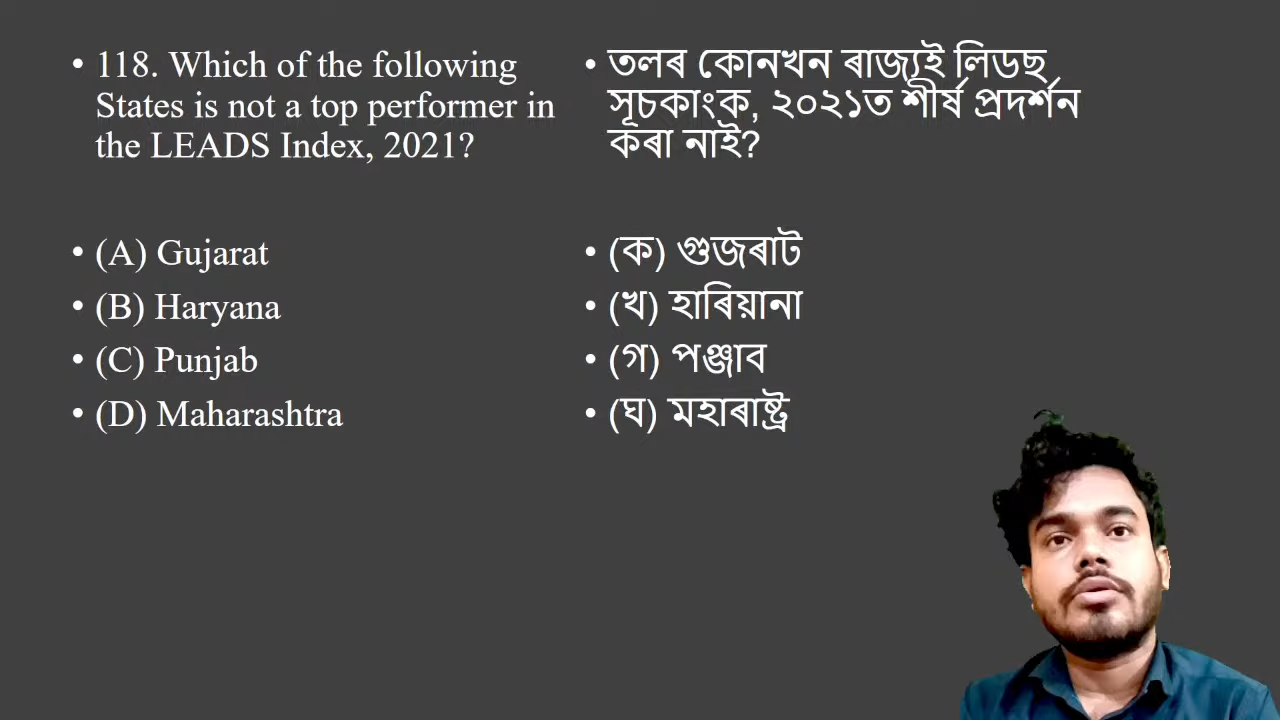 • 118. Which of the following
States is not a top performer in
the LEADS Index, 2021?
• (A) Gujarat
• (B) Haryana
• (C) Punjab
• (D) Maharashtra
• তলৰ কোনখন ৰাজ্যই লিডছ
সূচকাংক, ২০২১ত শীৰ্ষ প্ৰদৰ্শন
কৰা নাই?
• (ক) গুজৰাট
• (খ) হাৰিয়ানা
• (গ) পঞ্জাব
• (ঘ) মহাৰাষ্ট্ৰ